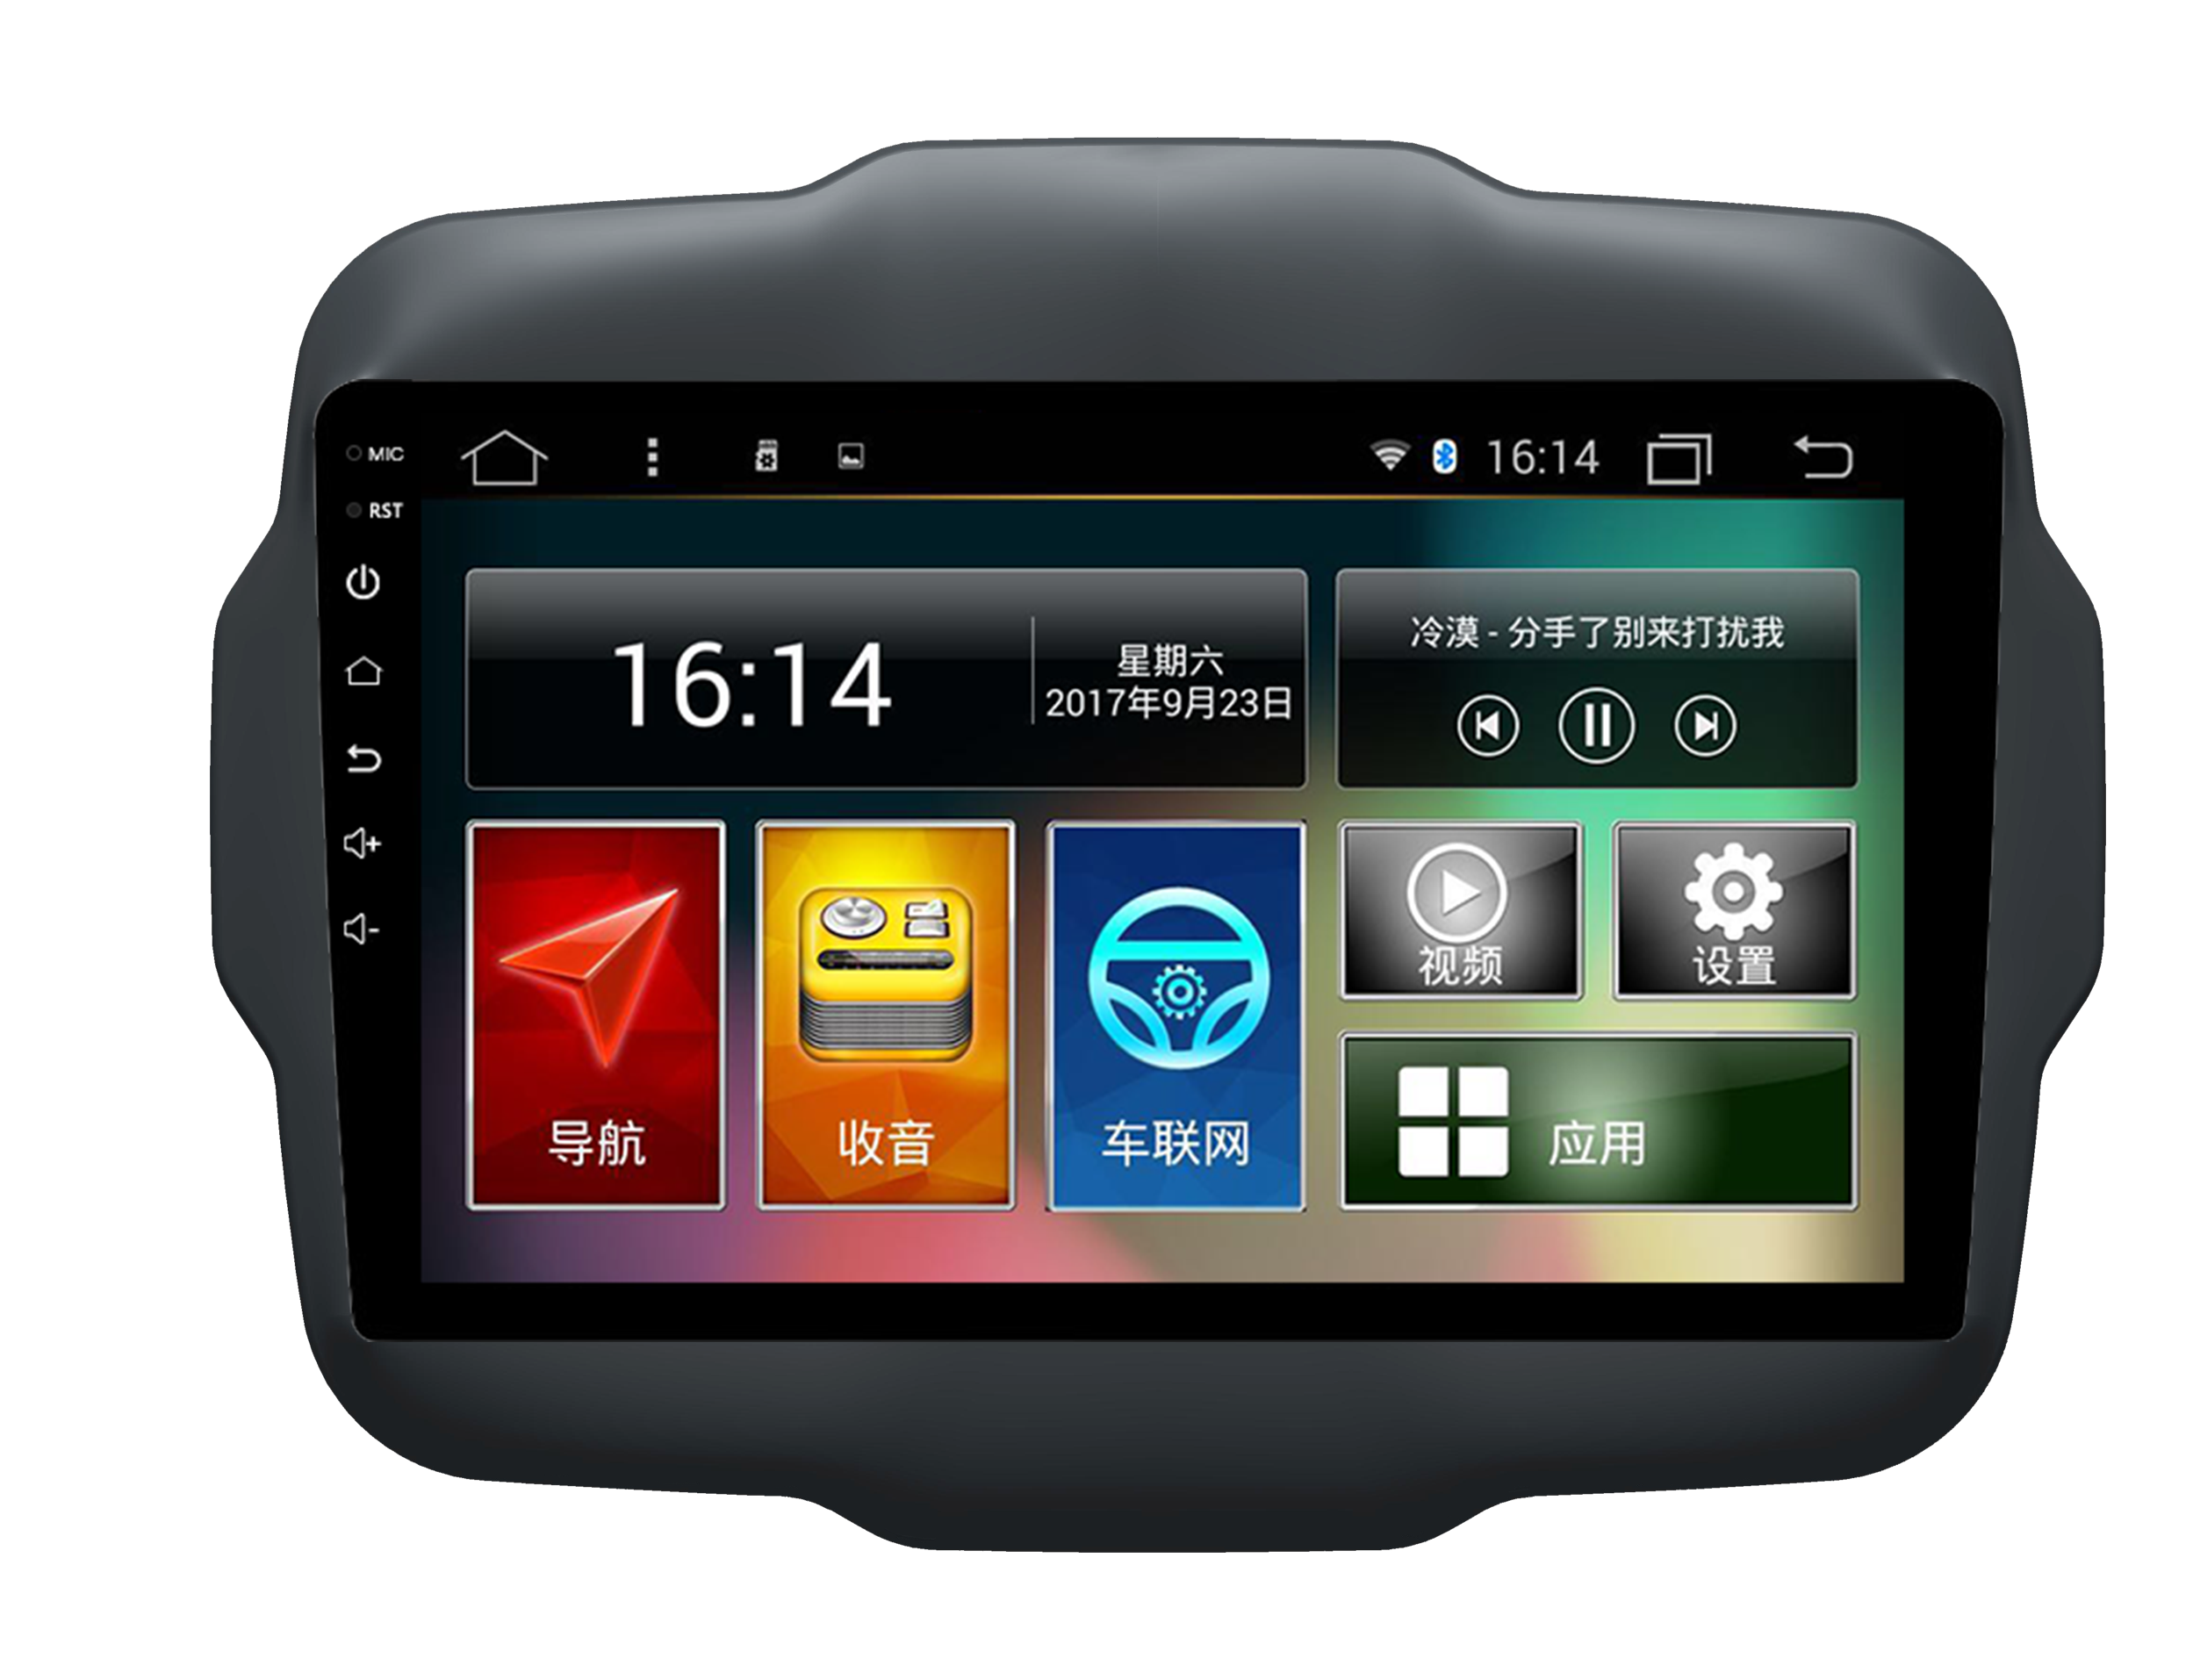 MIC
16:14
RST
16:14
星期六
2017年9月23日
冷漠 - 分手了别来打扰我
视频
设置
导航
收音
车联网
应用